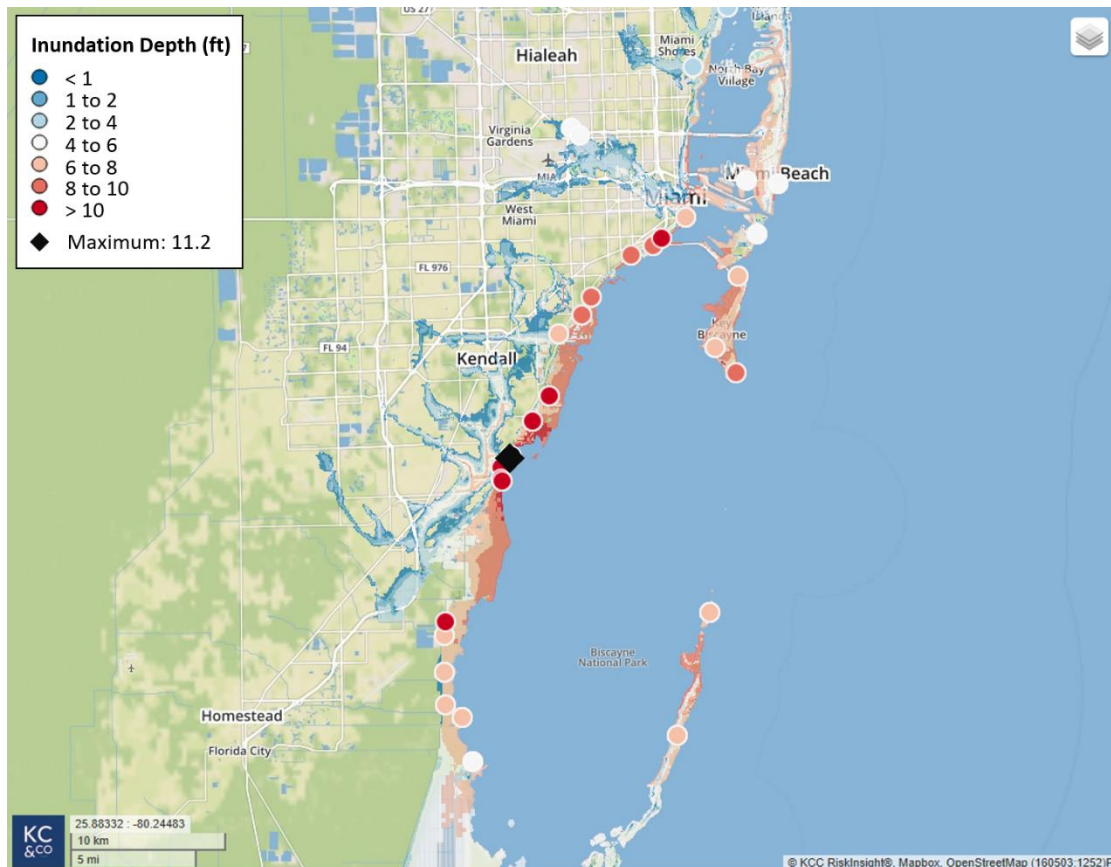 US 27
Islands
Miami
Shores
Hialeah
North Bay
Village
Virginia
Gardens
MIA
Miami Beach
Miami
West
Miami
FL 976
Key
Biscayne
FL 94
Kendall
Biscayne
National Park
Homestead
Florida City
Inundation Depth (ft)
< 1
1 to 2
2 to 4
4 to 6
6 to 8
8 to 10
> 10
Maximum: 11.2
KC
&CO
25.88332 : -80.24483
10 km
5 mi
© KCC RiskInsight®, Mapbox, OpenStreetMap (160503:1252)F